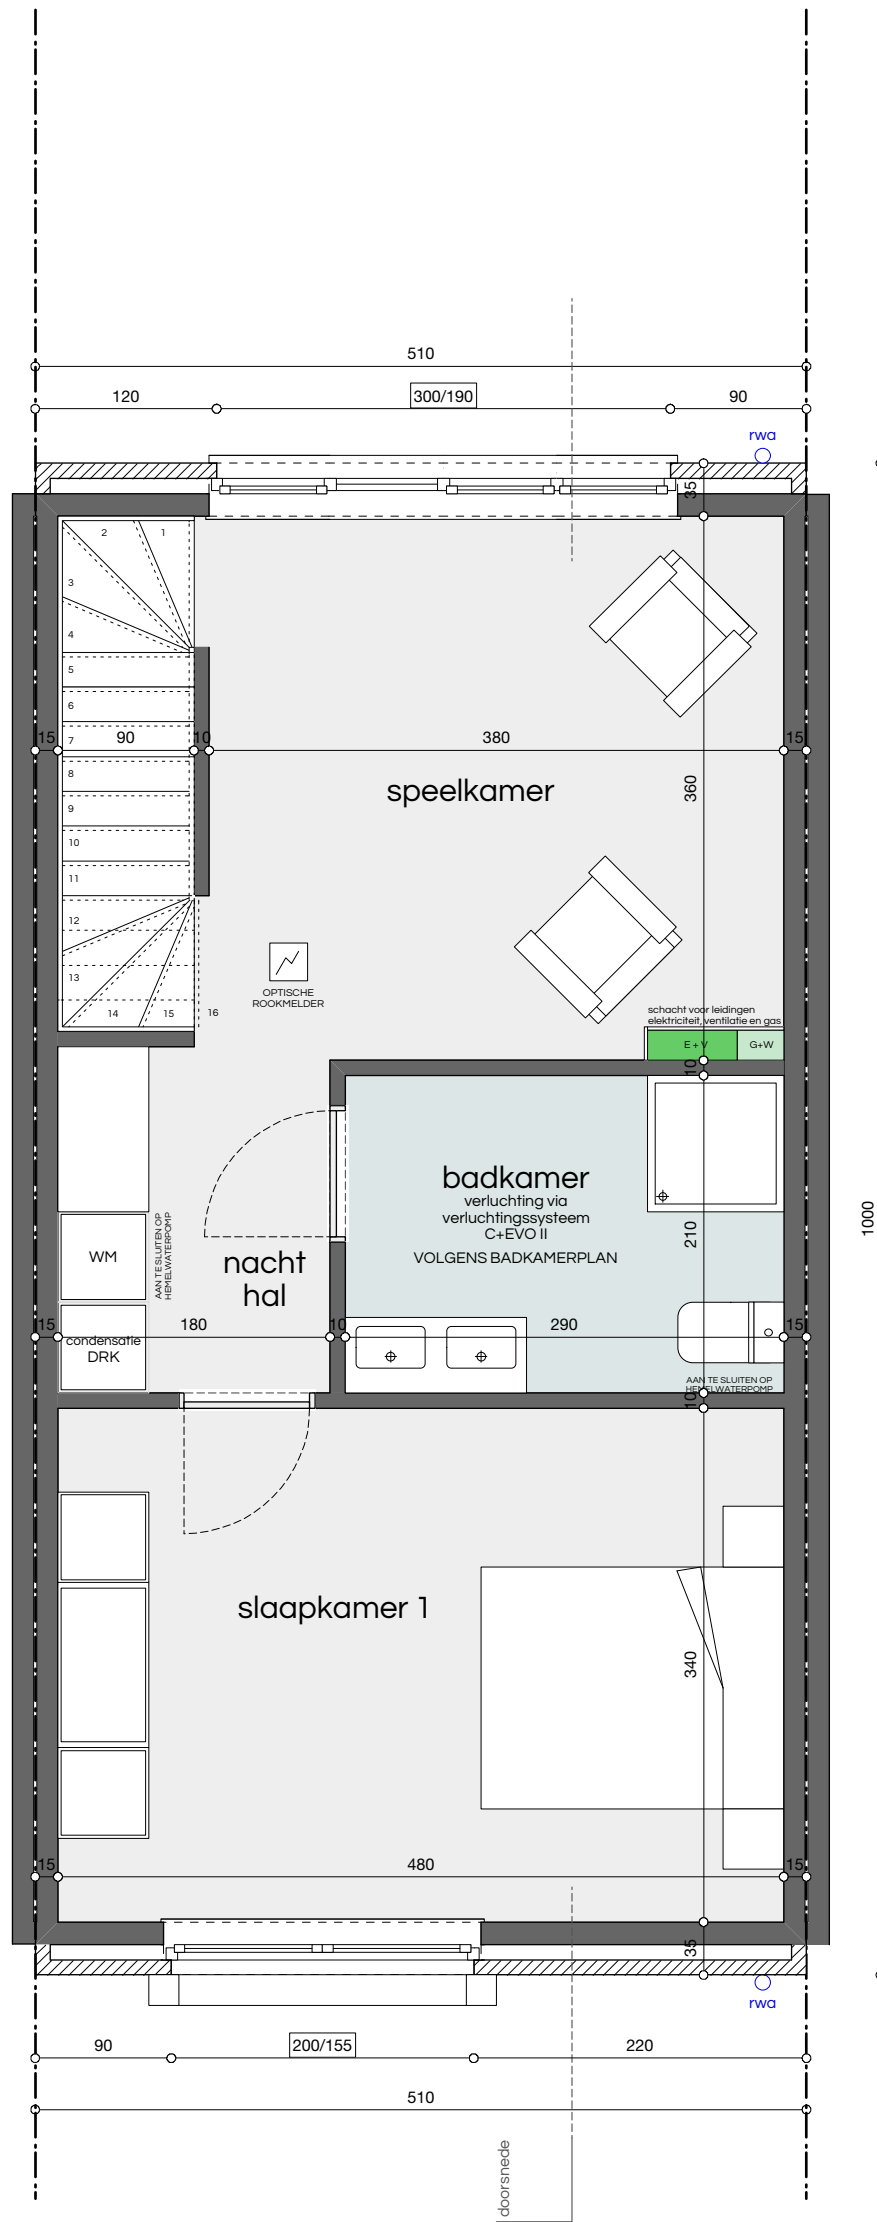 510
120
300/190
90
rwa
35
2
1
3
4
5
6
7
8
9
10
11
12
13
14
15
16
15
90
10
380
15
speelkamer
360
OPTISCHE
ROOKMELDER
schacht voor leidingen
elektriciteit, ventilatie en gas
E + V
G+W
10
badkamer
verluchting via
verluchtingssysteem
C+EVO II
VOLGENS BADKAMERPLAN
210
1000
WM
AAN TE SLUITEN OP
HEMELWATERPOMP
nacht
hal
15
180
10
290
15
condensatie
DRK
AAN TE SLUITEN OP
HEMELWATERPOMP
10
slaapkamer 1
340
15
480
15
35
rwa
90
200/155
220
510
doorsnede